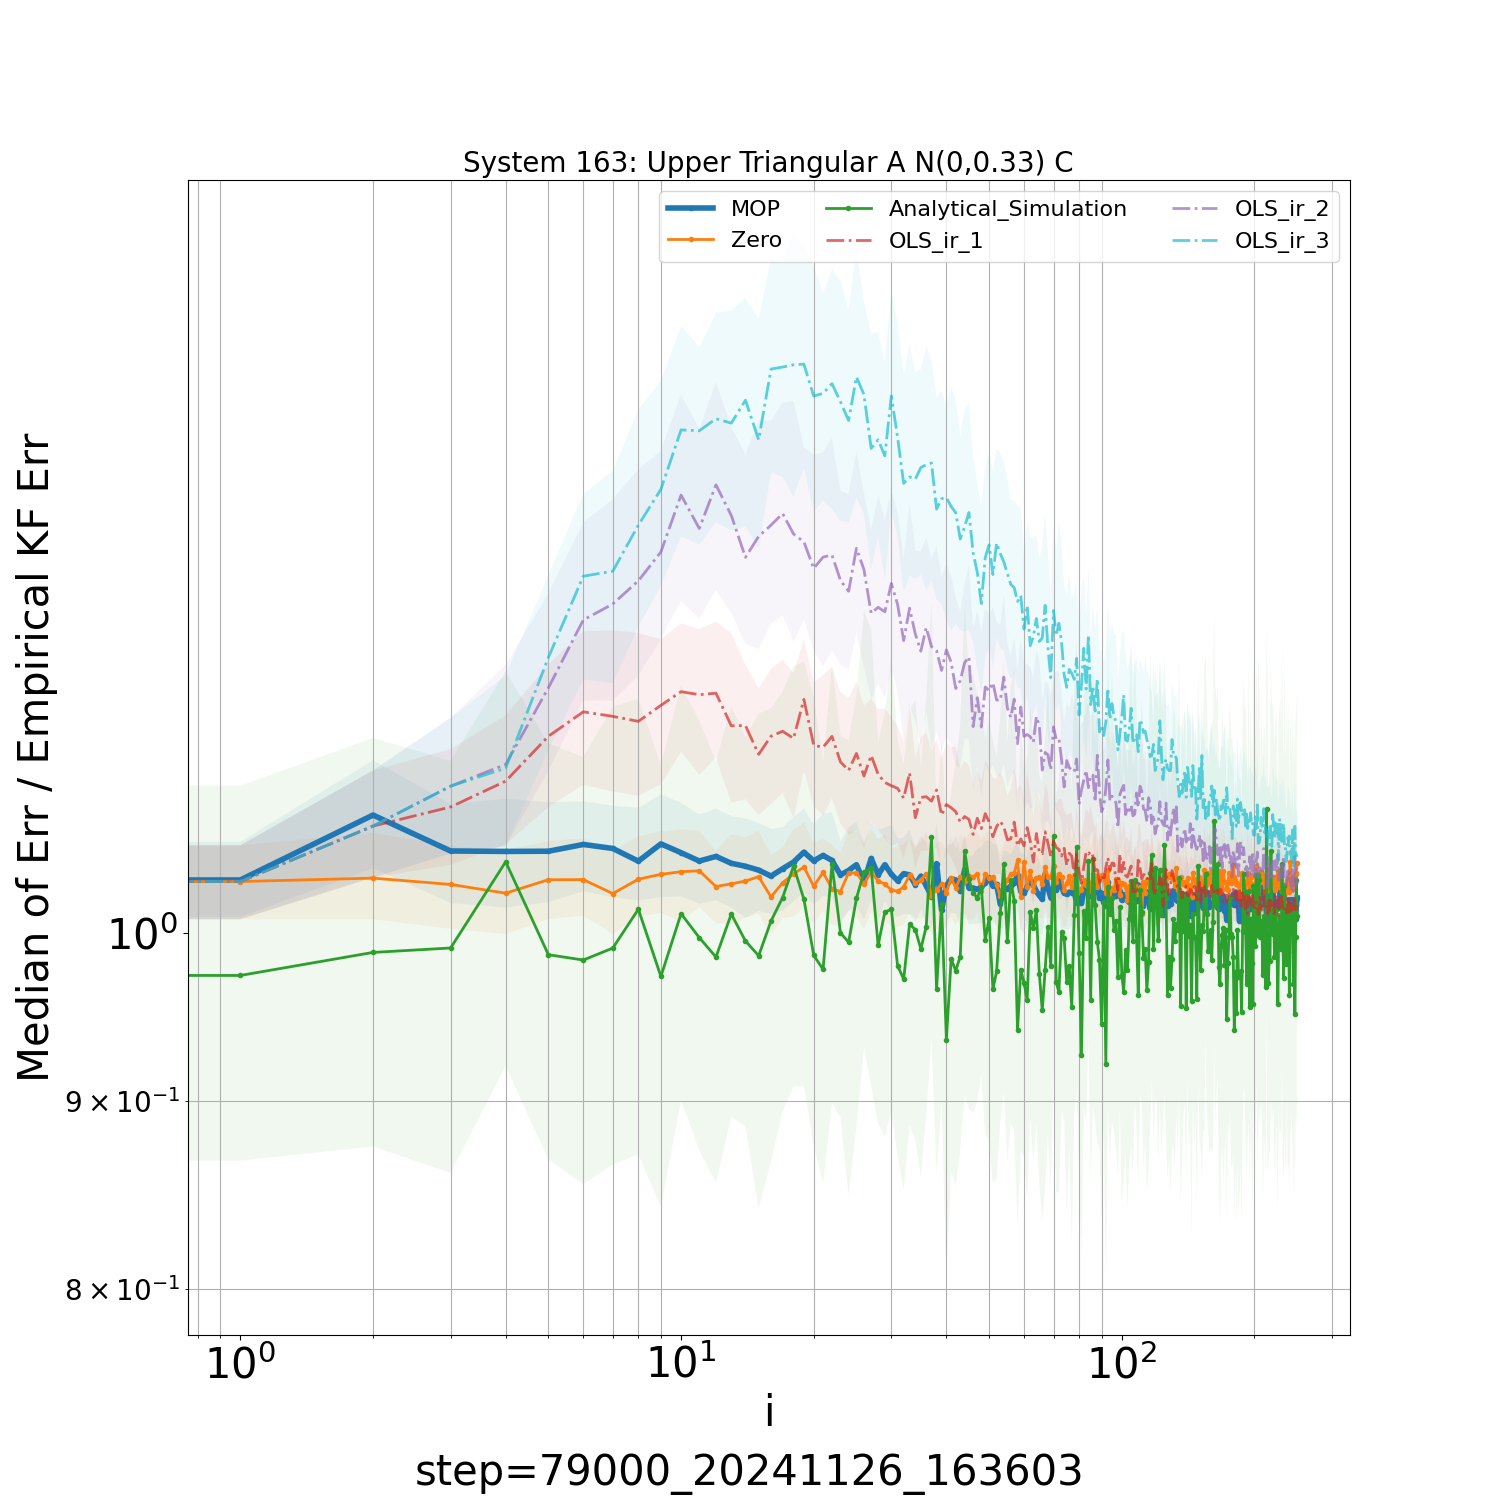 System 163: Upper Triangular A N(0,0.33) C
MOP
Zero
Analytical_Simulation
OLS_ir_1
OLS_ir_2
OLS_ir_3
Median of Err / Empirical KF Err
10⁰
9 × 10⁻¹
8 × 10⁻¹
10⁰ 10¹ 10²
i
step=79000_20241126_163603